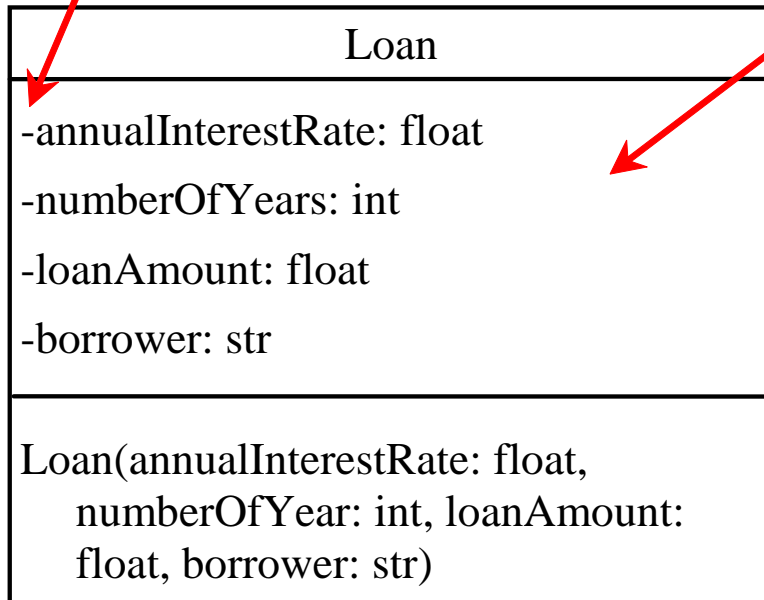 Loan
-annualInterestRate: float
-numberOfYears: int
-loanAmount: float
-borrower: str
Loan(annualInterestRate: float,
numberOfYear: int, loanAmount:
float, borrower: str)